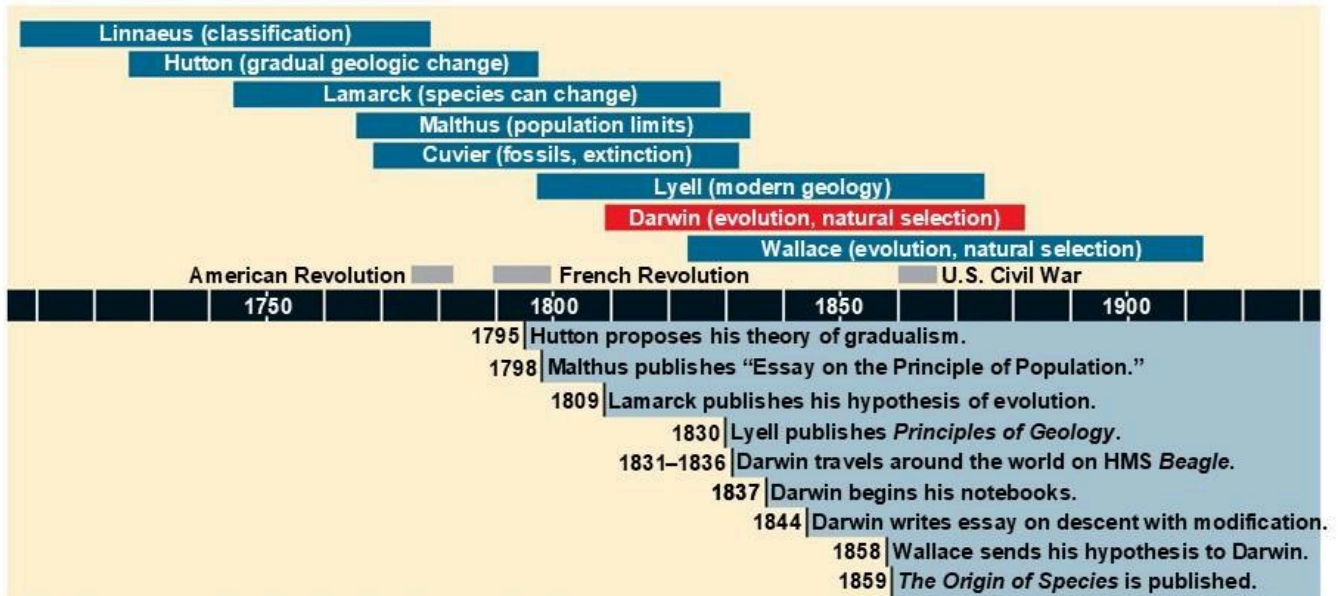 Linnaeus (classification)
Hutton (gradual geologic change)
Lamarck (species can change)
Malthus (population limits)
Cuvier (fossils, extinction)
Lyell (modern geology)
Darwin (evolution, natural selection)
Wallace (evolution, natural selection)
American Revolution French Revolution U.S. Civil War
1750 1800 1850 1900
1795 Hutton proposes his theory of gradualism.
1798 Malthus publishes “Essay on the Principle of Population.”
1809 Lamarck publishes his hypothesis of evolution.
1830 Lyell publishes Principles of Geology.
1831–1836 Darwin travels around the world on HMS Beagle.
1837 Darwin begins his notebooks.
1844 Darwin writes essay on descent with modification.
1858 Wallace sends his hypothesis to Darwin.
1859 The Origin of Species is published.